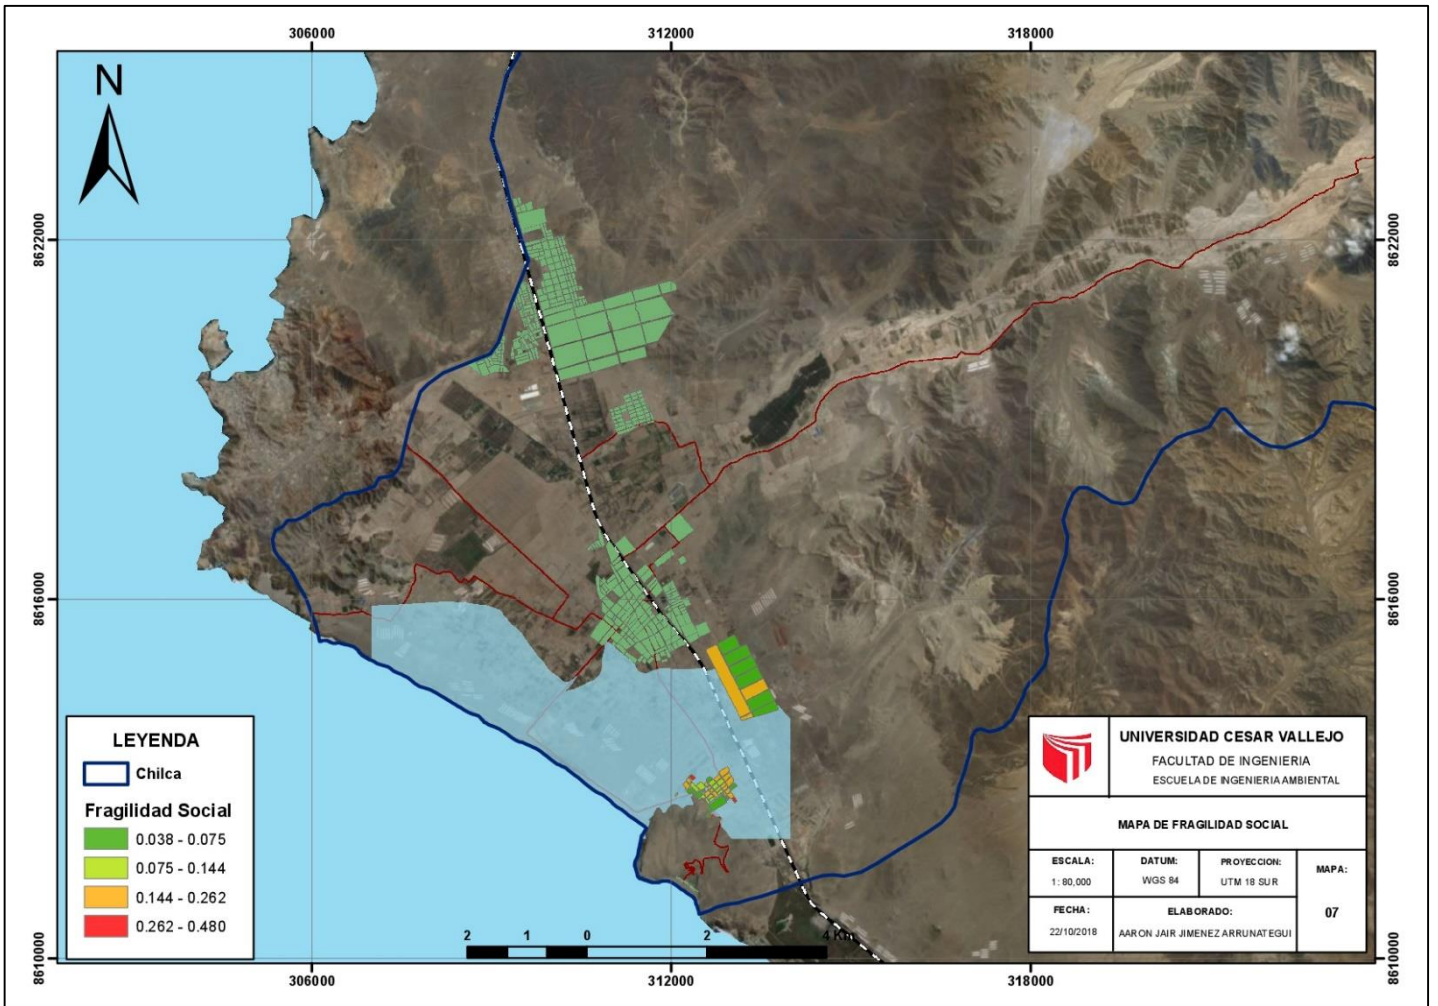 306000
312000
318000
N
8622000
8622000
8616000
8616000
8610000
8610000
LEYENDA
Chilca
Fragilidad Social
0.038 - 0.075
0.075 - 0.144
0.144 - 0.262
0.262 - 0.480
2 1 0 2 4 Km
UNIVERSIDAD CESAR VALLEJO
FACULTAD DE INGENIERIA
ESCUELA DE INGENIERIA AMBIENTAL
MAPA DE FRAGILIDAD SOCIAL
ESCALA:
1: 80,000
DATUM:
WGS 84
PROYECCION:
UTM 18 SUR
MAPA:
07
FECHA:
22/10/2018
ELABORADO:
AARON JAIR JIMENEZ ARRUNATEGUI
306000
312000
318000